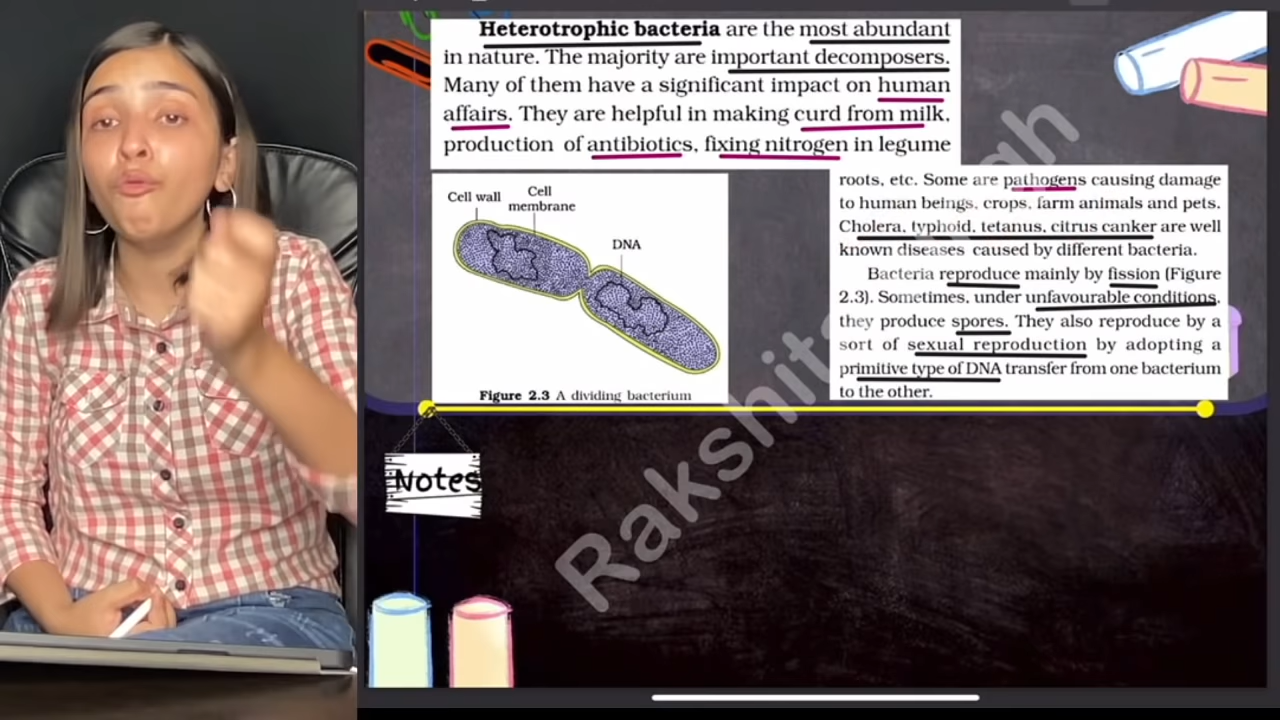 Heterotrophic bacteria are the most abundant
in nature. The majority are important decomposers.
Many of them have a significant impact on human
affairs. They are helpful in making curd from milk,
production of antibiotics, fixing nitrogen in legume
roots, etc. Some are pathogens causing damage
to human beings, crops, farm animals and pets.
Cholera, typhoid, tetanus, citrus canker are well
known diseases caused by different bacteria.
Bacteria reproduce mainly by fission (Figure
2.3). Sometimes, under unfavourable conditions,
they produce spores. They also reproduce by a
sort of sexual reproduction by adopting a
primitive type of DNA transfer from one bacterium
to the other.
Cell wall
Cell
membrane
DNA
Figure 2.3 A dividing bacterium
Notes